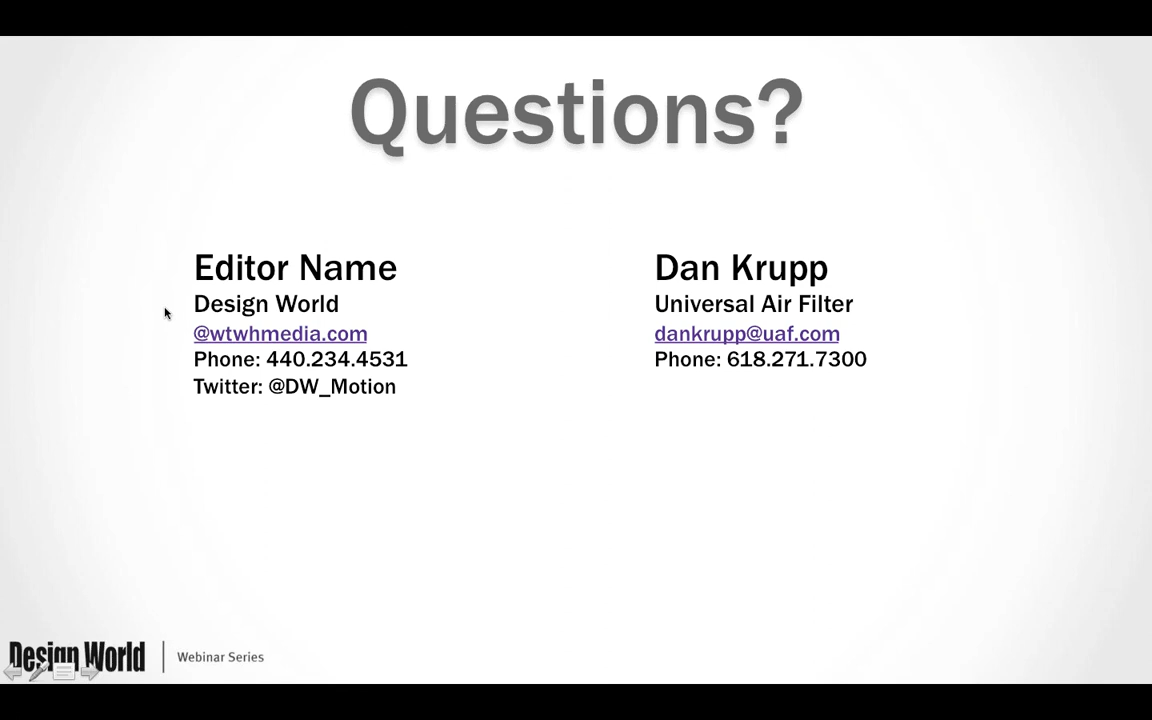 Questions?
Editor Name
Design World
@wtwhmedia.com
Phone: 440.234.4531
Twitter: @DW_Motion
Dan Krupp
Universal Air Filter
dankrupp@uaf.com
Phone: 618.271.7300
Design World
Webinar Series